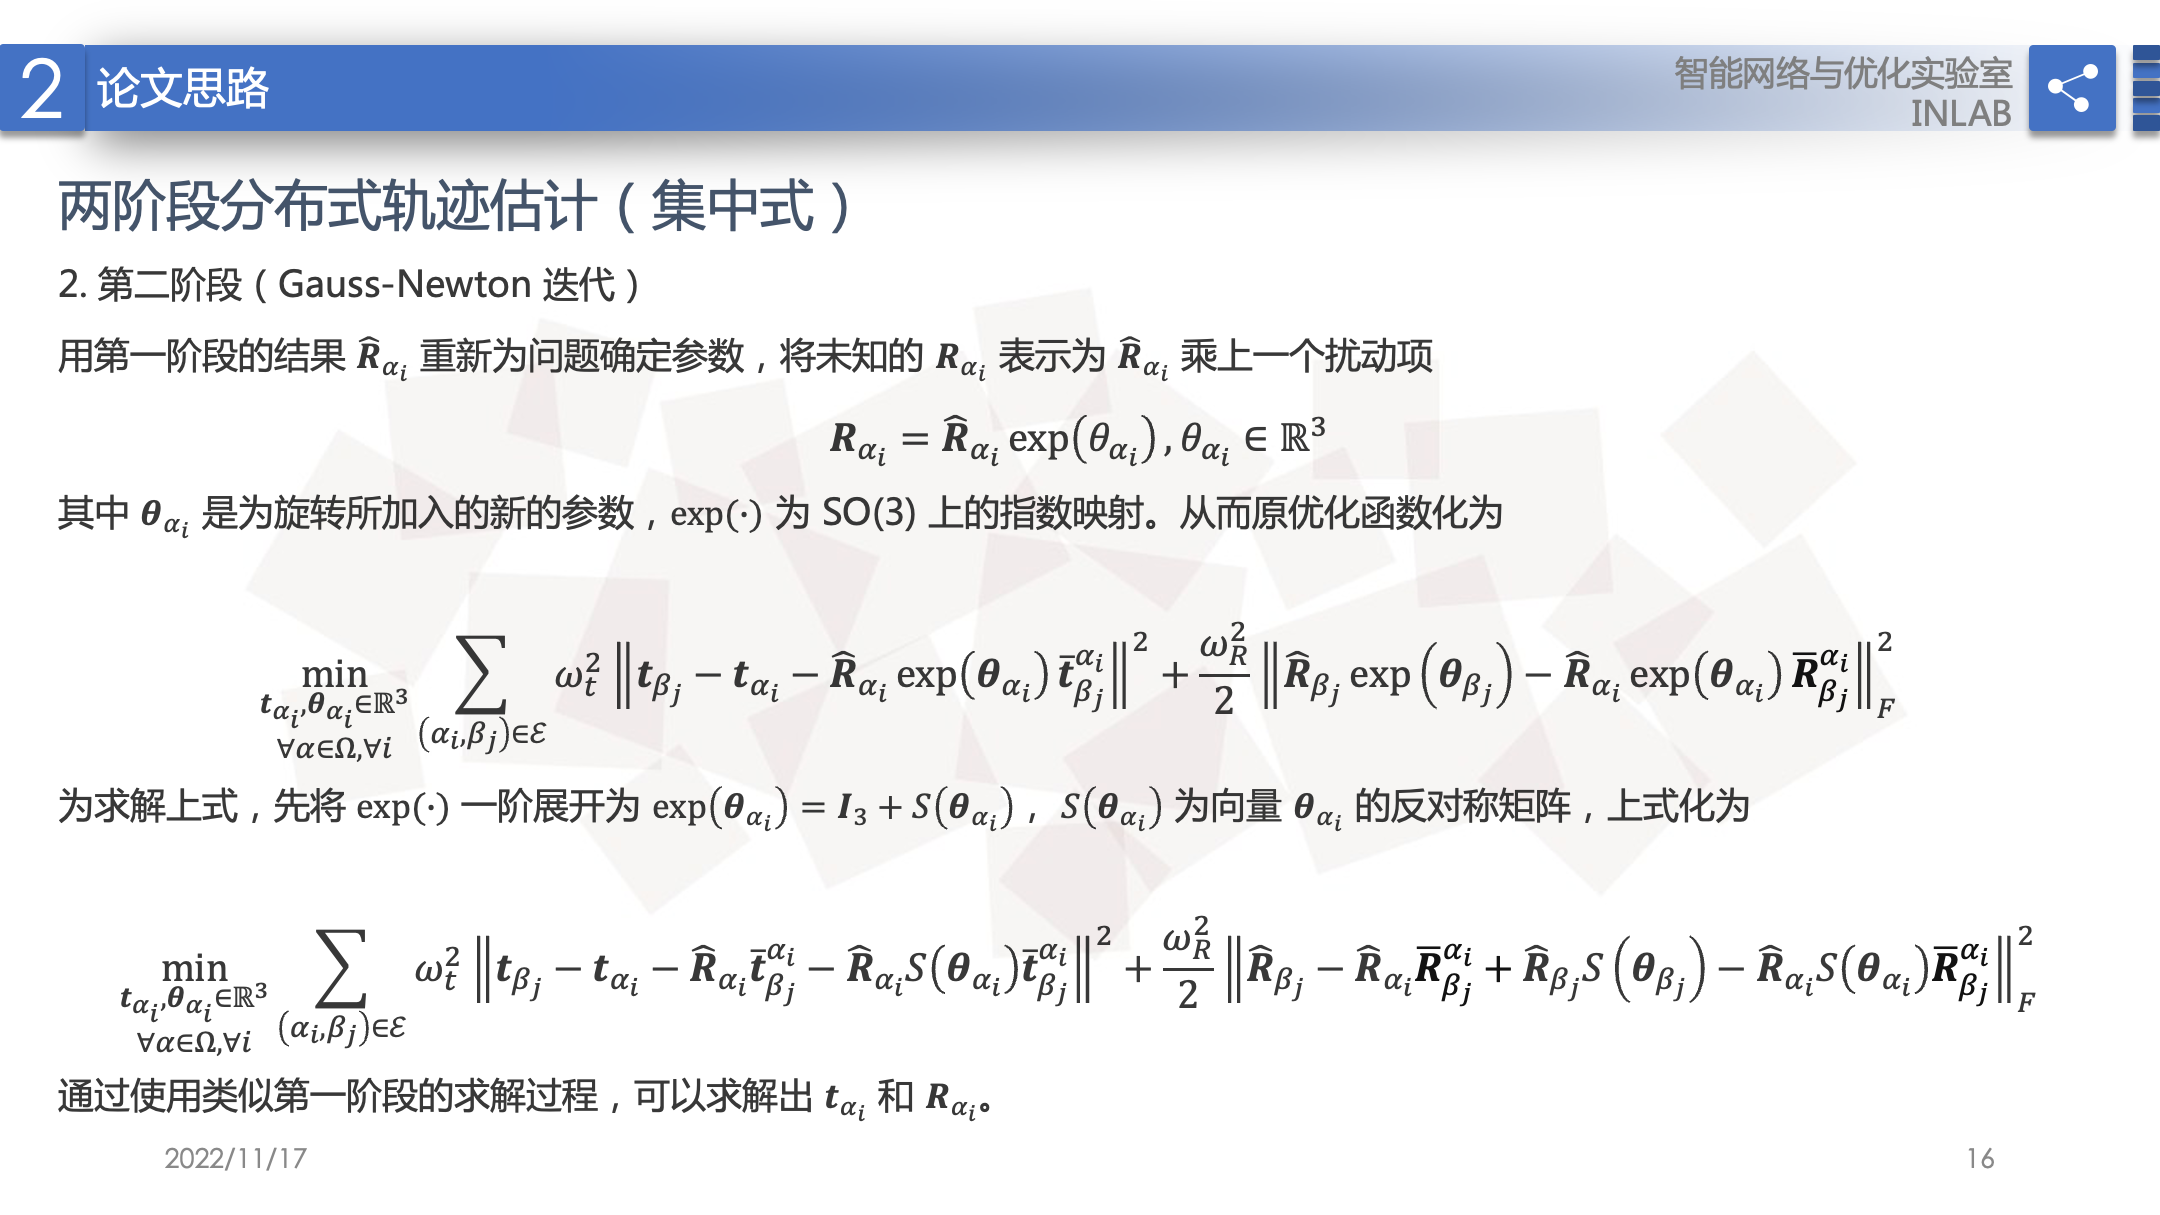 2 论文思路
智能网络与优化实验室
INLAB
两阶段分布式轨迹估计（集中式）
2. 第二阶段（Gauss-Newton 迭代）
用第一阶段的结果 $\hat{\boldsymbol{R}}_{\alpha_i}$ 重新为问题确定参数，将未知的 $\boldsymbol{R}_{\alpha_i}$ 表示为 $\hat{\boldsymbol{R}}_{\alpha_i}$ 乘上一个扰动项
$\boldsymbol{R}_{\alpha_i} = \hat{\boldsymbol{R}}_{\alpha_i} \exp(\theta_{\alpha_i}), \theta_{\alpha_i} \in \mathbb{R}^3$
其中 $\boldsymbol{\theta}_{\alpha_i}$ 是为旋转所加入的新的参数，$\exp(\cdot)$ 为 SO(3) 上的指数映射。从而原优化函数化为
$\min_{\substack{\boldsymbol{t}_{\alpha_i}, \boldsymbol{\theta}_{\alpha_i} \in \mathbb{R}^3 \\ \forall \alpha \in \Omega, \forall i}} \sum_{(\alpha_i, \beta_j) \in \mathcal{E}} \omega_t^2 \left\| \boldsymbol{t}_{\beta_j} - \boldsymbol{t}_{\alpha_i} - \hat{\boldsymbol{R}}_{\alpha_i} \exp(\boldsymbol{\theta}_{\alpha_i}) \bar{\boldsymbol{t}}_{\beta_j}^{\alpha_i} \right\|^2 + \frac{\omega_R^2}{2} \left\| \hat{\boldsymbol{R}}_{\beta_j} \exp(\boldsymbol{\theta}_{\beta_j}) - \hat{\boldsymbol{R}}_{\alpha_i} \exp(\boldsymbol{\theta}_{\alpha_i}) \bar{\boldsymbol{R}}_{\beta_j}^{\alpha_i} \right\|_F^2$
为求解上式，先将 $\exp(\cdot)$ 一阶展开为 $\exp(\boldsymbol{\theta}_{\alpha_i}) = \boldsymbol{I}_3 + S(\boldsymbol{\theta}_{\alpha_i})$， $S(\boldsymbol{\theta}_{\alpha_i})$ 为向量 $\boldsymbol{\theta}_{\alpha_i}$ 的反对称矩阵，上式化为
$\min_{\substack{\boldsymbol{t}_{\alpha_i}, \boldsymbol{\theta}_{\alpha_i} \in \mathbb{R}^3 \\ \forall \alpha \in \Omega, \forall i}} \sum_{(\alpha_i, \beta_j) \in \mathcal{E}} \omega_t^2 \left\| \boldsymbol{t}_{\beta_j} - \boldsymbol{t}_{\alpha_i} - \hat{\boldsymbol{R}}_{\alpha_i} \bar{\boldsymbol{t}}_{\beta_j}^{\alpha_i} - \hat{\boldsymbol{R}}_{\alpha_i} S(\boldsymbol{\theta}_{\alpha_i}) \bar{\boldsymbol{t}}_{\beta_j}^{\alpha_i} \right\|^2 + \frac{\omega_R^2}{2} \left\| \hat{\boldsymbol{R}}_{\beta_j} - \hat{\boldsymbol{R}}_{\alpha_i} \bar{\boldsymbol{R}}_{\beta_j}^{\alpha_i} + \hat{\boldsymbol{R}}_{\beta_j} S(\boldsymbol{\theta}_{\beta_j}) - \hat{\boldsymbol{R}}_{\alpha_i} S(\boldsymbol{\theta}_{\alpha_i}) \bar{\boldsymbol{R}}_{\beta_j}^{\alpha_i} \right\|_F^2$
通过使用类似第一阶段的求解过程，可以求解出 $\boldsymbol{t}_{\alpha_i}$ 和 $\boldsymbol{R}_{\alpha_i}$。
2022/11/17
16